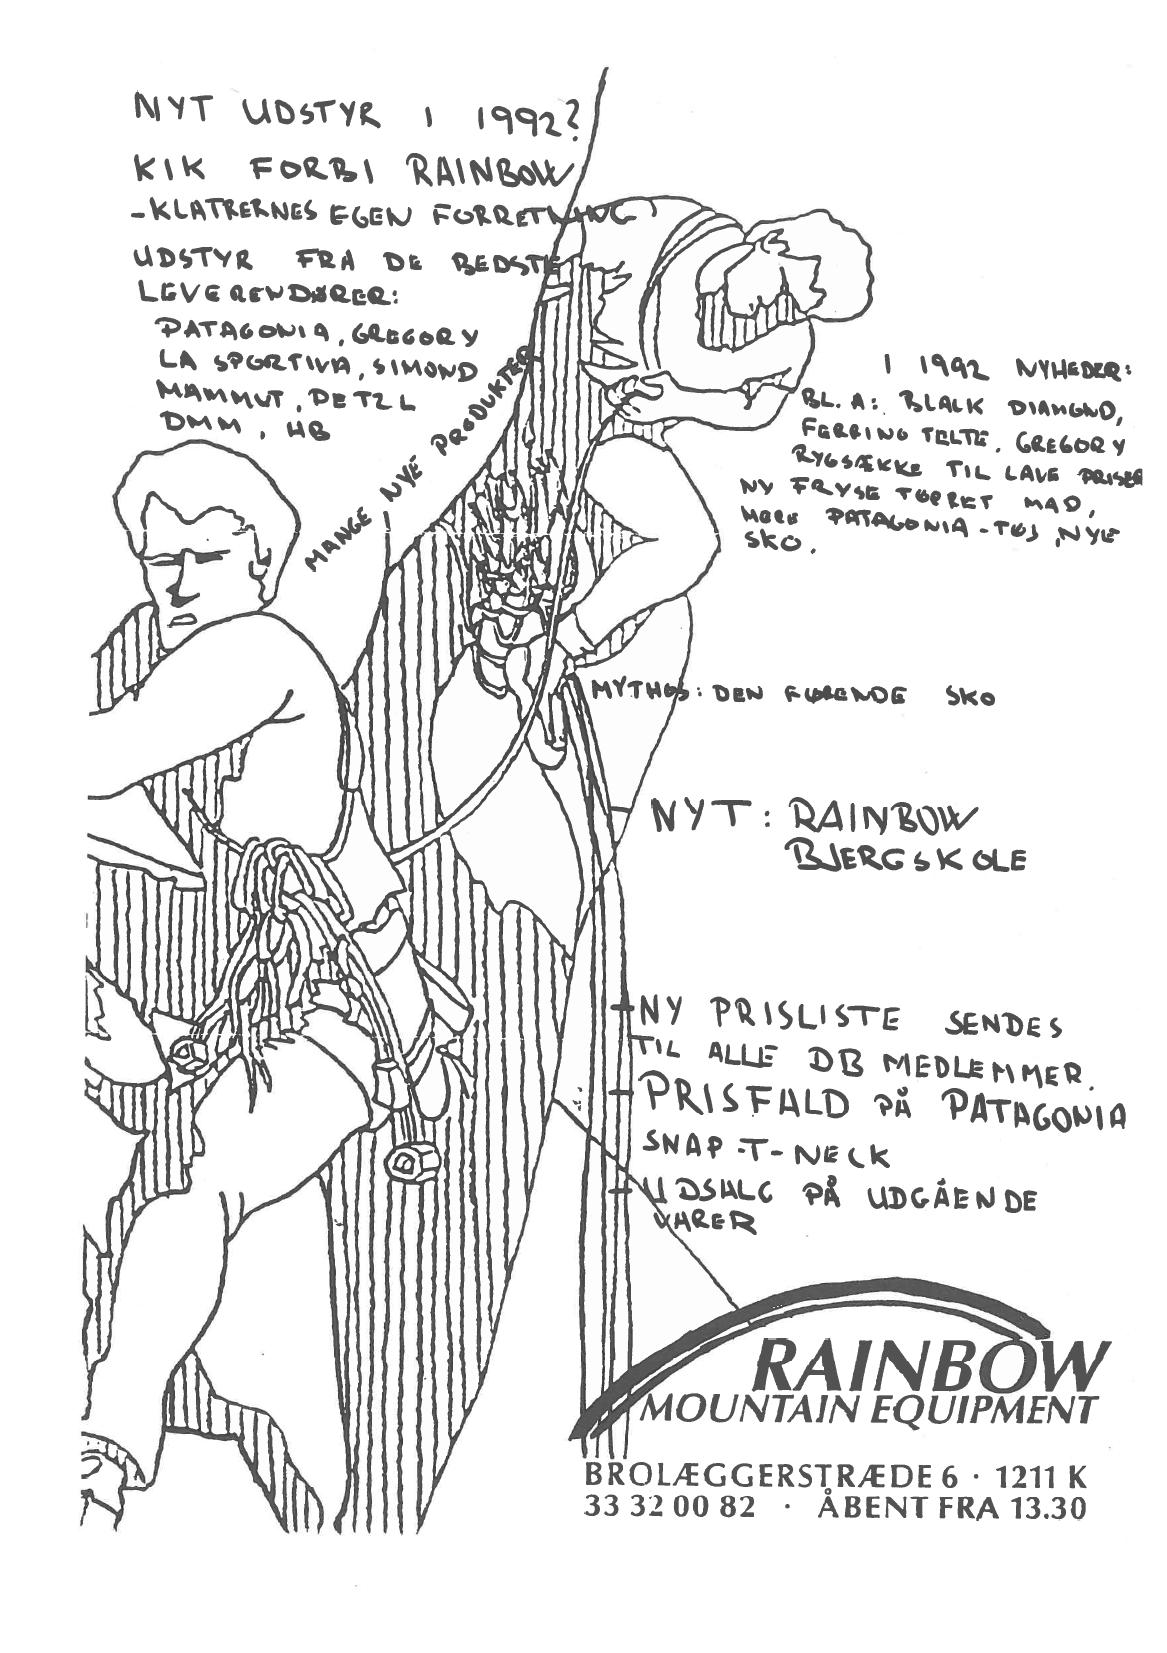 NYT UDSTYR I 1992?
KIK FORBI RAINBOW
-KLATRERNES EGEN FORRETNING
UDSTYR FRA DE BEDSTE
LEVERENDØRER:
PATAGONIA, GREGORY
LA SPORTIVA, SIMOND
MAMMUT, PETZL
DMM, HB
MANGE NYE PRODUKTER
I 1992 NYHEDER:
BL.A: BLACK DIAMOND,
FERRINO TELTE, GREGORY
RYGSÆKKE TIL LAVE PRISER
NY FRYSE TØRRET MAD,
MERE PATAGONIA-TØJ, NYE
SKO.
MYTHOS: DEN FØRENDE SKO
NYT: RAINBOW
BJERGSKOLE
NY PRISLISTE SENDES
TIL ALLE DB MEDLEMMER.
PRISFALD PÅ PATAGONIA
SNAP-T-NECK
UDSALG PÅ UDGÅENDE
VARER
RAINBOW
MOUNTAIN EQUIPMENT
BROLÆGGERSTRÆDE 6 · 1211 K
33 32 00 82 · ÅBENT FRA 13.30